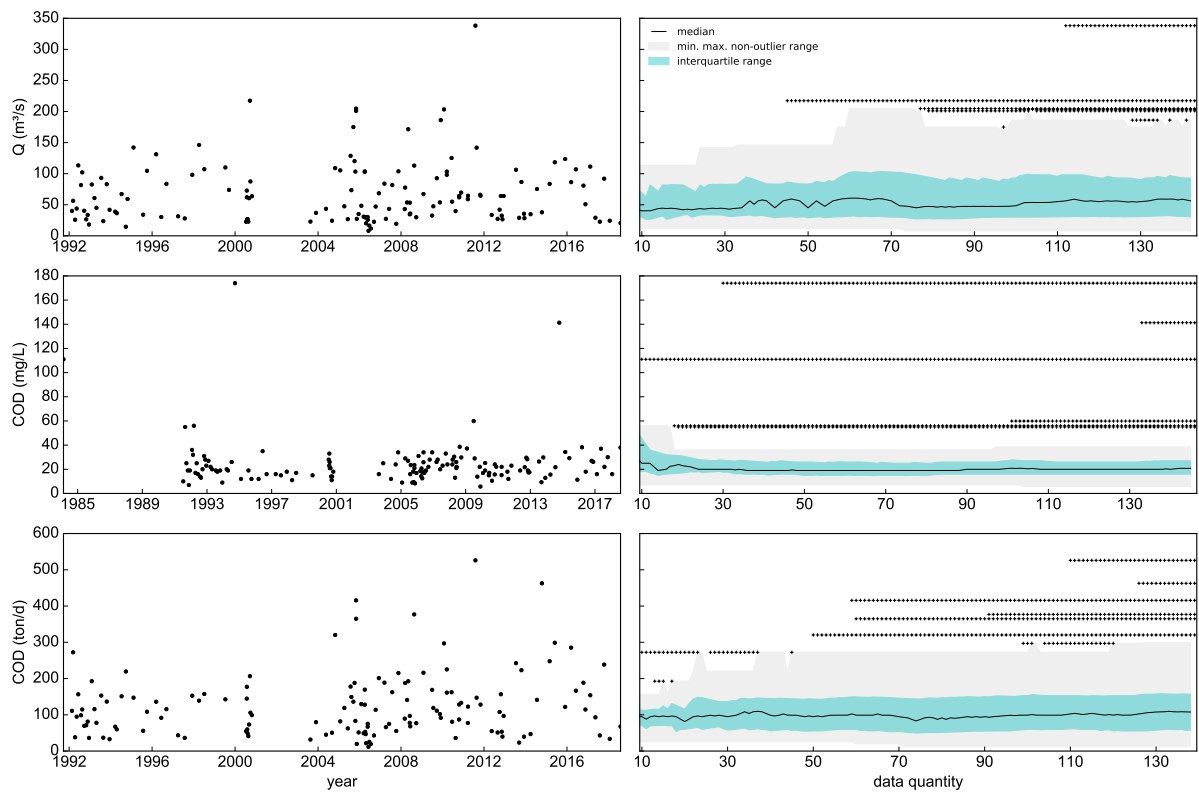 350
300
250
200
150
100
50
0
Q (m³/s)
1992 1996 2000 2004 2008 2012 2016
median
min. max. non-outlier range
interquartile range
10 30 50 70 90 110 130
180
160
140
120
100
80
60
40
20
0
COD (mg/L)
1985 1989 1993 1997 2001 2005 2009 2013 2017
10 30 50 70 90 110 130
600
500
400
300
200
100
0
COD (ton/d)
1992 1996 2000 2004 2008 2012 2016
year
10 30 50 70 90 110 130
data quantity